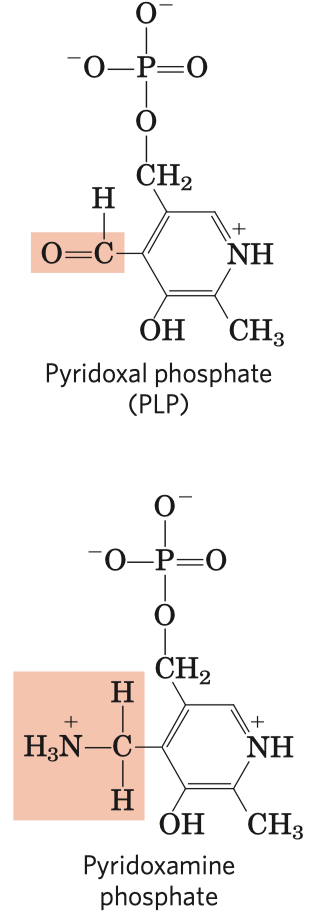 O⁻
⁻O—P=O
O
CH₂
H
O=C
+
NH
OH
CH₃
Pyridoxal phosphate
(PLP)
O⁻
⁻O—P=O
O
CH₂
H
+
H₃N—C
+
NH
H
OH
CH₃
Pyridoxamine
phosphate